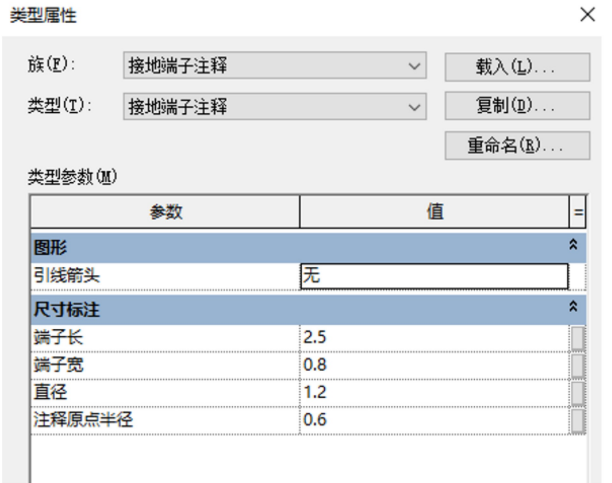 类型属性
族(F): 接地端子注释 载入(L)...
类型(T): 接地端子注释 复制(D)...
重命名(R)...
类型参数(M)
参数 值 =
图形
引线箭头 无
尺寸标注
端子长 2.5
端子宽 0.8
直径 1.2
注释原点半径 0.6